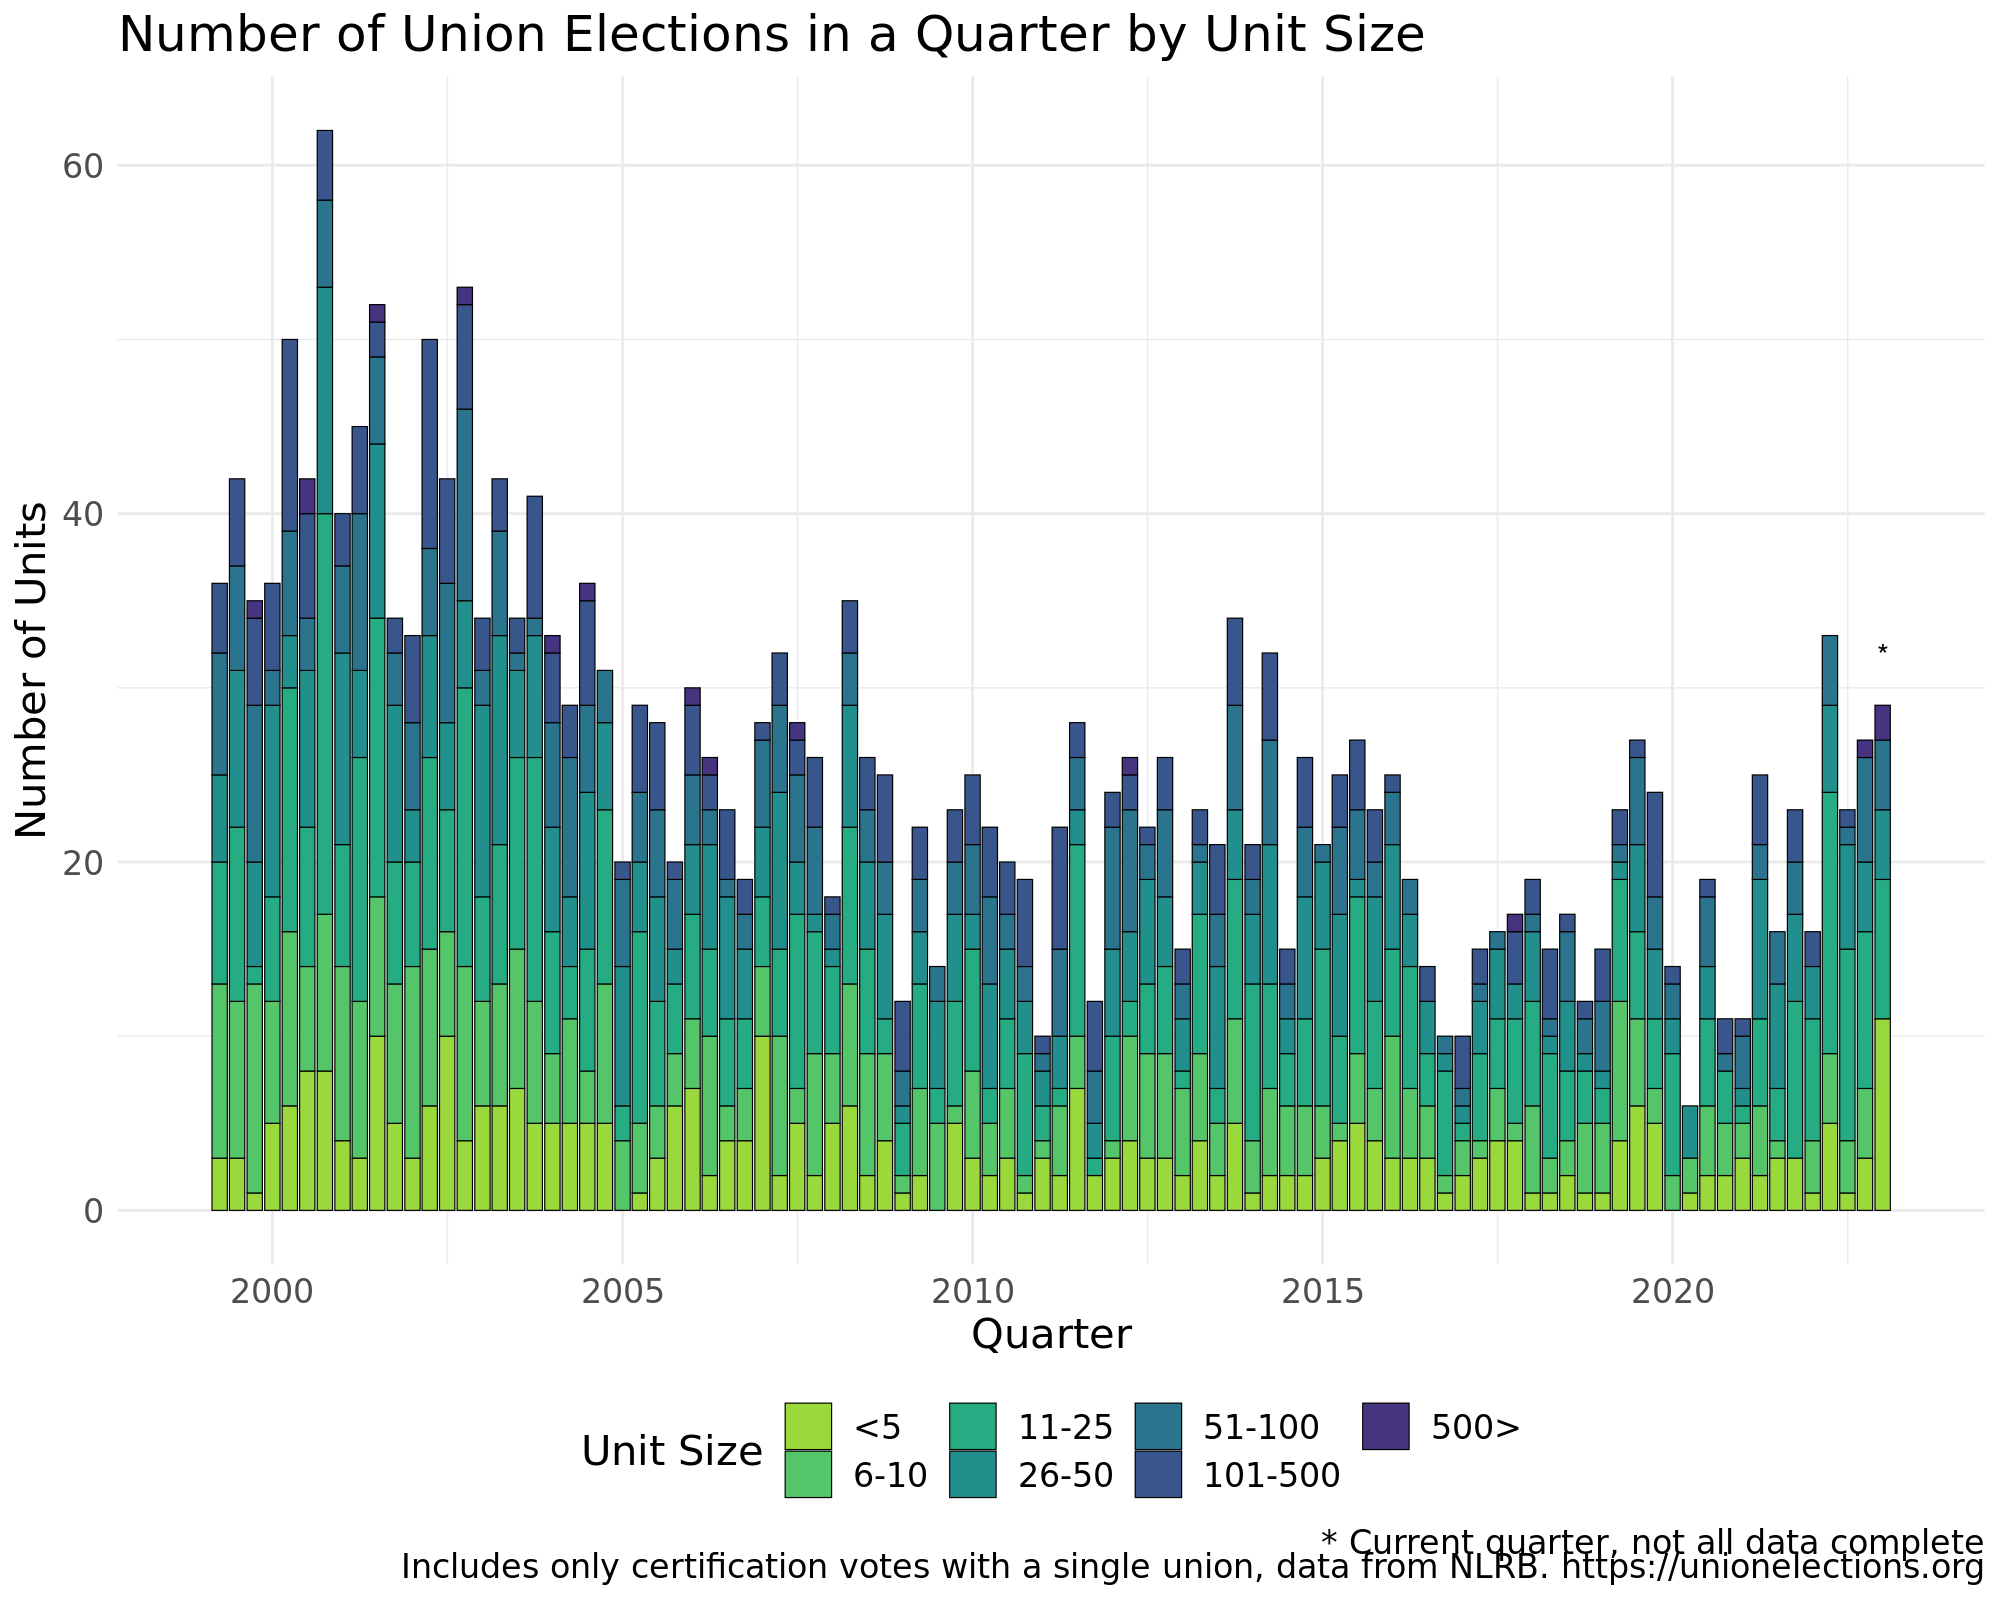 Number of Union Elections in a Quarter by Unit Size
Number of Units
60
40
20
0
*
2000 2005 2010 2015 2020
Quarter
Unit Size
<5 11-25 51-100 500>
6-10 26-50 101-500
* Current quarter, not all data complete
Includes only certification votes with a single union, data from NLRB. https://unionelections.org